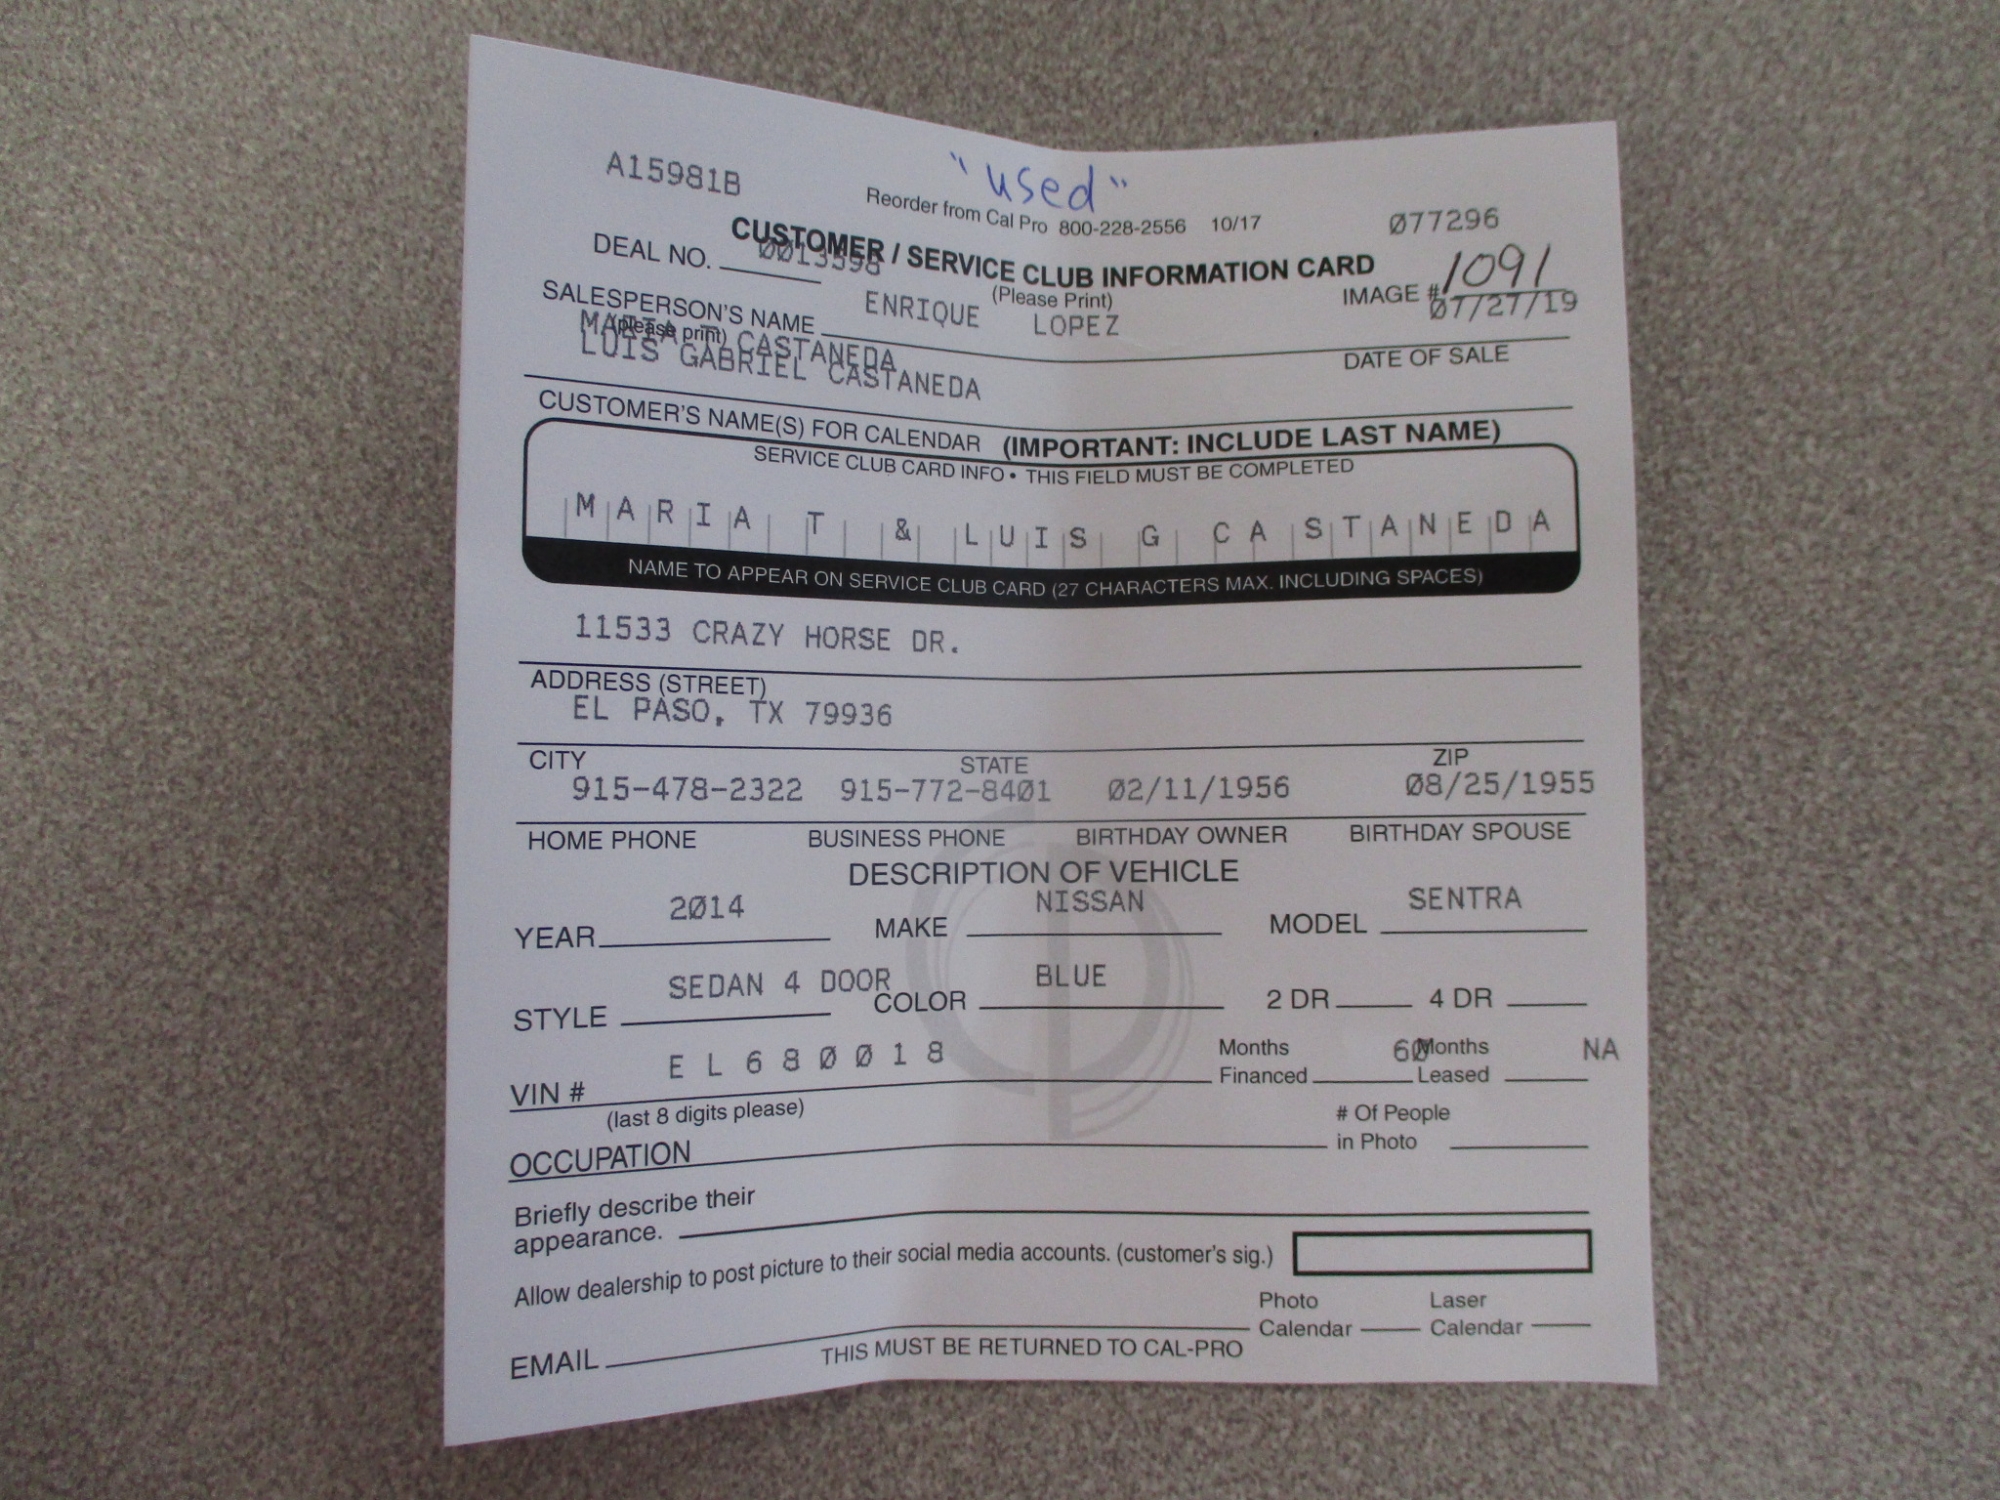 A15981B
"used"
Reorder from Cal Pro 800-228-2556 10/17
077296
CUSTOMER / SERVICE CLUB INFORMATION CARD
DEAL NO. 0013598
(Please Print)
IMAGE # 1091
SALESPERSON'S NAME ENRIQUE LOPEZ
07/27/19
(please print)
MARIA T CASTANEDA
DATE OF SALE
LUIS GABRIEL CASTANEDA
CUSTOMER'S NAME(S) FOR CALENDAR (IMPORTANT: INCLUDE LAST NAME)
SERVICE CLUB CARD INFO • THIS FIELD MUST BE COMPLETED
MARIA T & LUIS G CASTANEDA
NAME TO APPEAR ON SERVICE CLUB CARD (27 CHARACTERS MAX. INCLUDING SPACES)
11533 CRAZY HORSE DR.
ADDRESS (STREET)
EL PASO, TX 79936
CITY STATE ZIP
915-478-2322 915-772-8401 02/11/1956 08/25/1955
HOME PHONE BUSINESS PHONE BIRTHDAY OWNER BIRTHDAY SPOUSE
DESCRIPTION OF VEHICLE
YEAR 2014 MAKE NISSAN MODEL SENTRA
STYLE SEDAN 4 DOOR COLOR BLUE 2 DR 4 DR
VIN # EL680018 Months Financed 60 Months Leased NA
(last 8 digits please)
OCCUPATION # Of People in Photo
Briefly describe their
appearance.
Allow dealership to post picture to their social media accounts. (customer's sig.)
Photo Calendar Laser Calendar
EMAIL THIS MUST BE RETURNED TO CAL-PRO